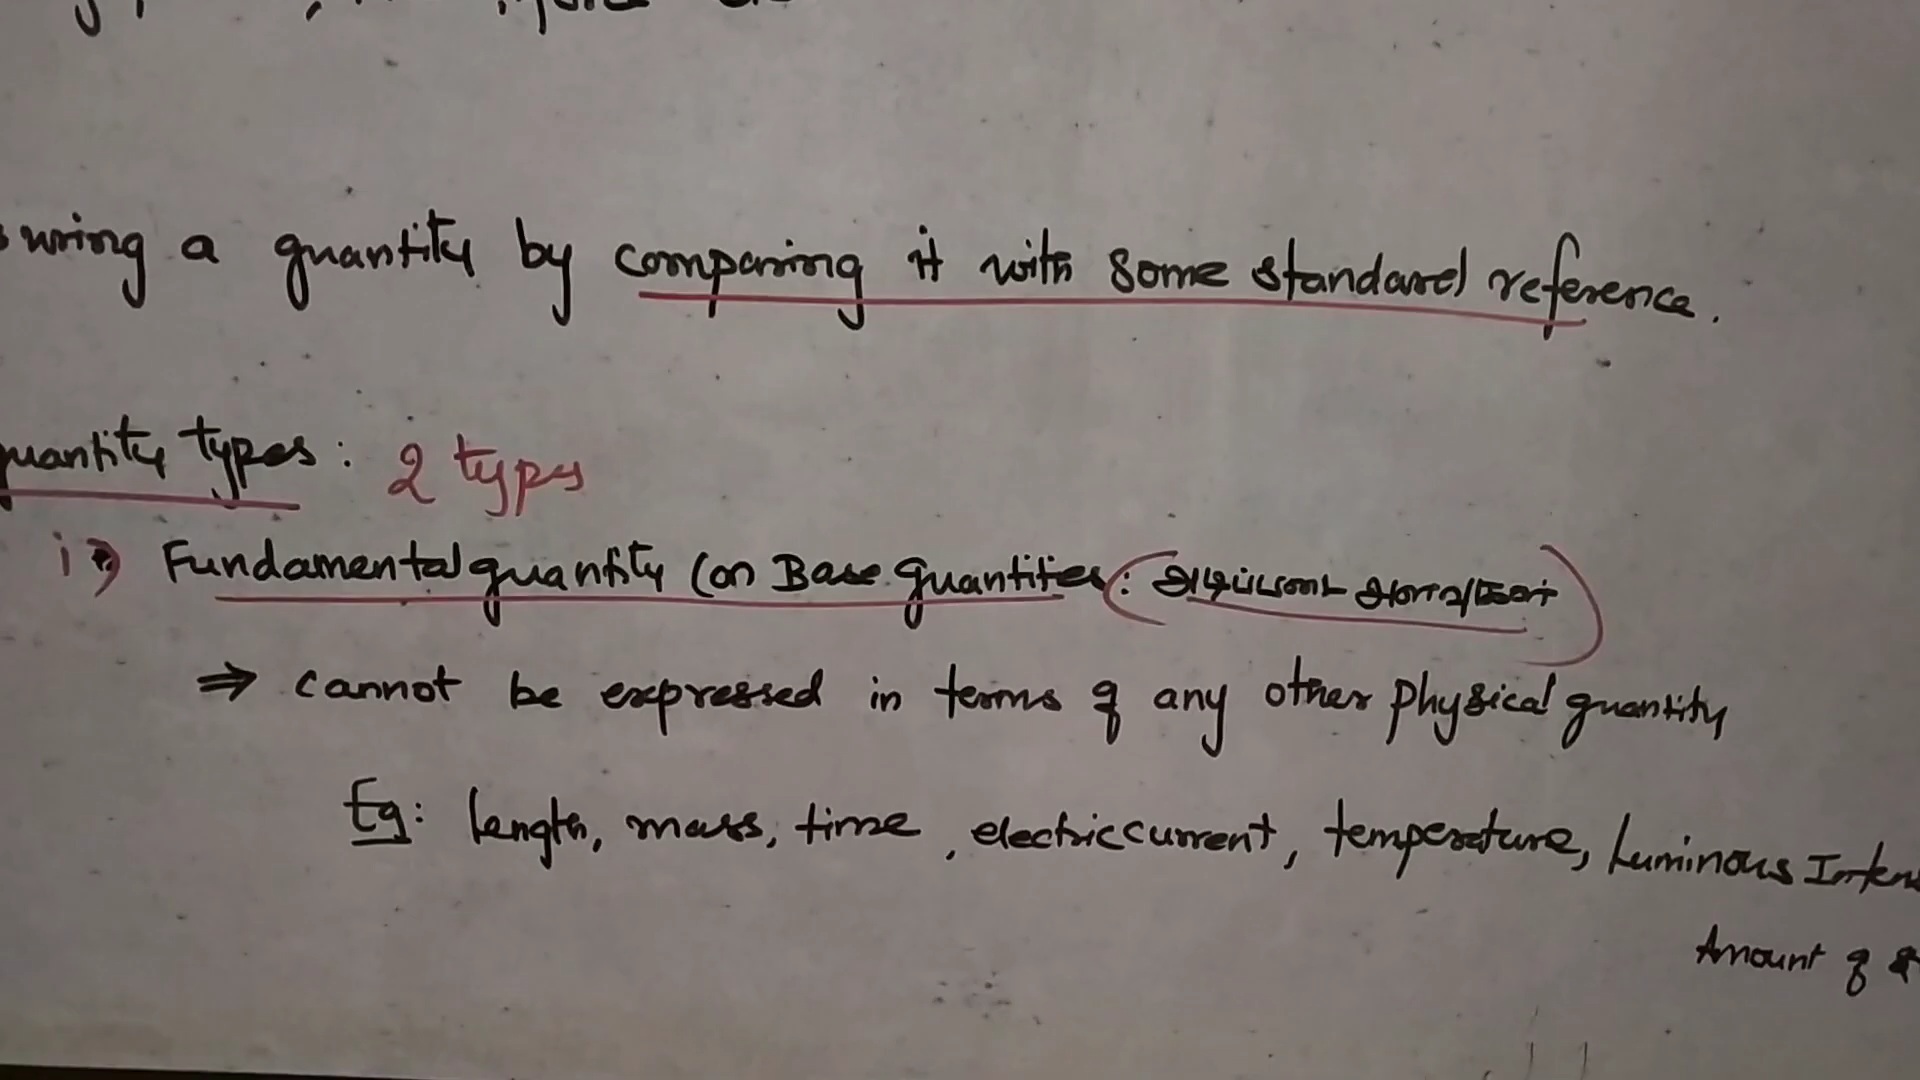 a quantity by comparing it with some standard reference.
quantity types: 2 types
i) Fundamental quantity (or) Base quantities: (அடிப்படை அளவுகள்)
⇒ cannot be expressed in terms of any other physical quantity
Eg: length, mass, time, electric current, temperature, Luminous Inten
Amount of